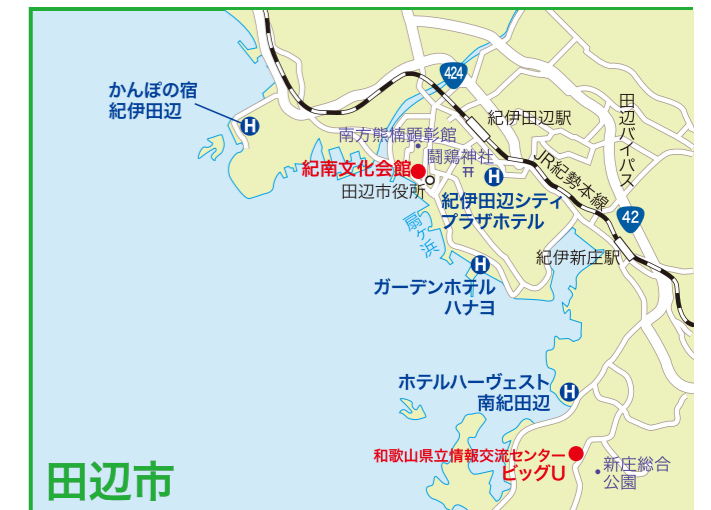 424
かんぽの宿
紀伊田辺
H
田辺バイパス
紀伊田辺駅
南方熊楠顕彰館
闘鶏神社
JR紀勢本線
紀南文化会館
H
田辺市役所
紀伊田辺シティ
プラザホテル
42
扇ヶ浜
紀伊新庄駅
H
ガーデンホテル
ハナヨ
ホテルハーヴェスト
南紀田辺
H
和歌山県立情報交流センター
ビッグU
新庄総合
公園
田辺市